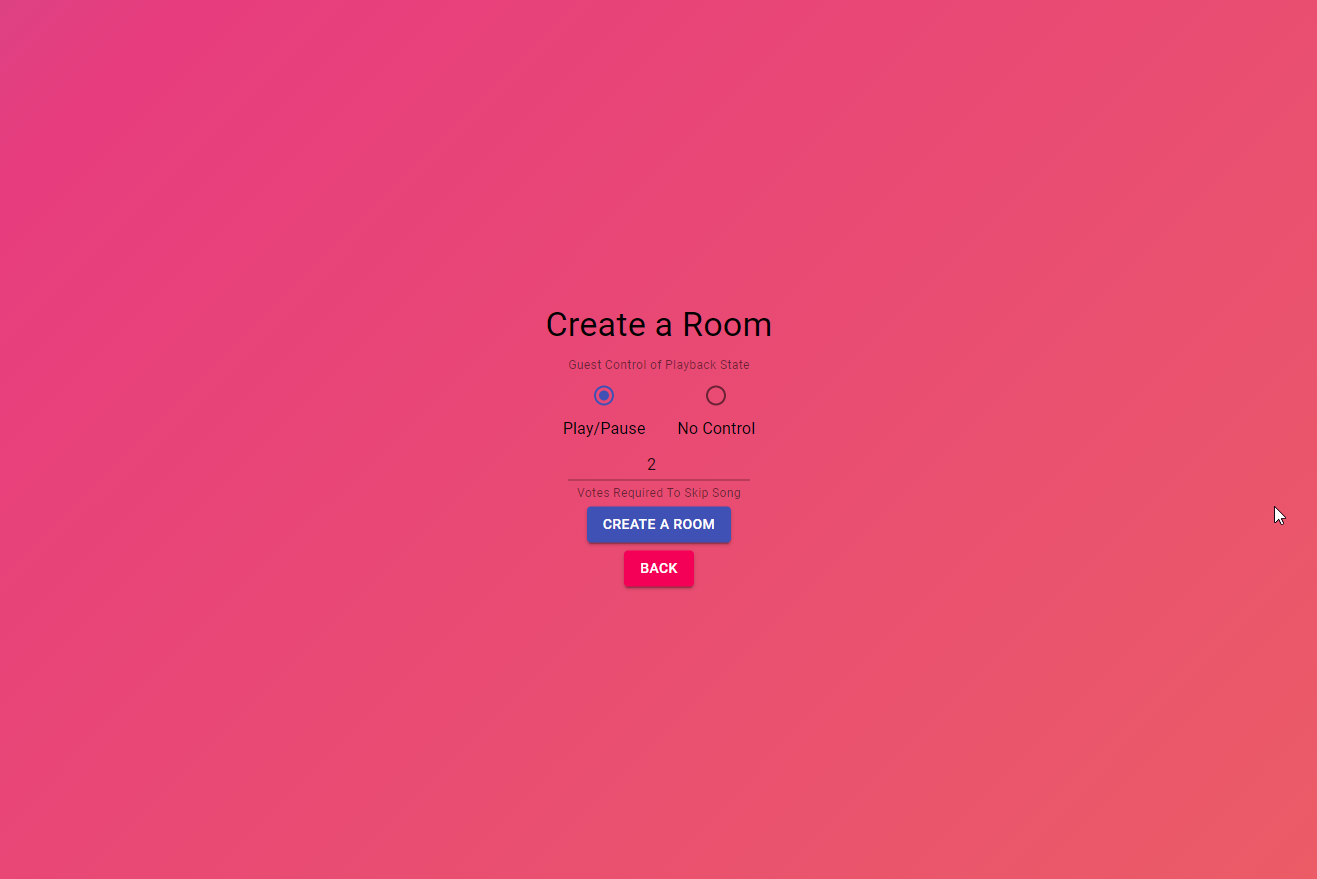 Create a Room
Guest Control of Playback State
Play/Pause No Control
2
Votes Required To Skip Song
CREATE A ROOM
BACK